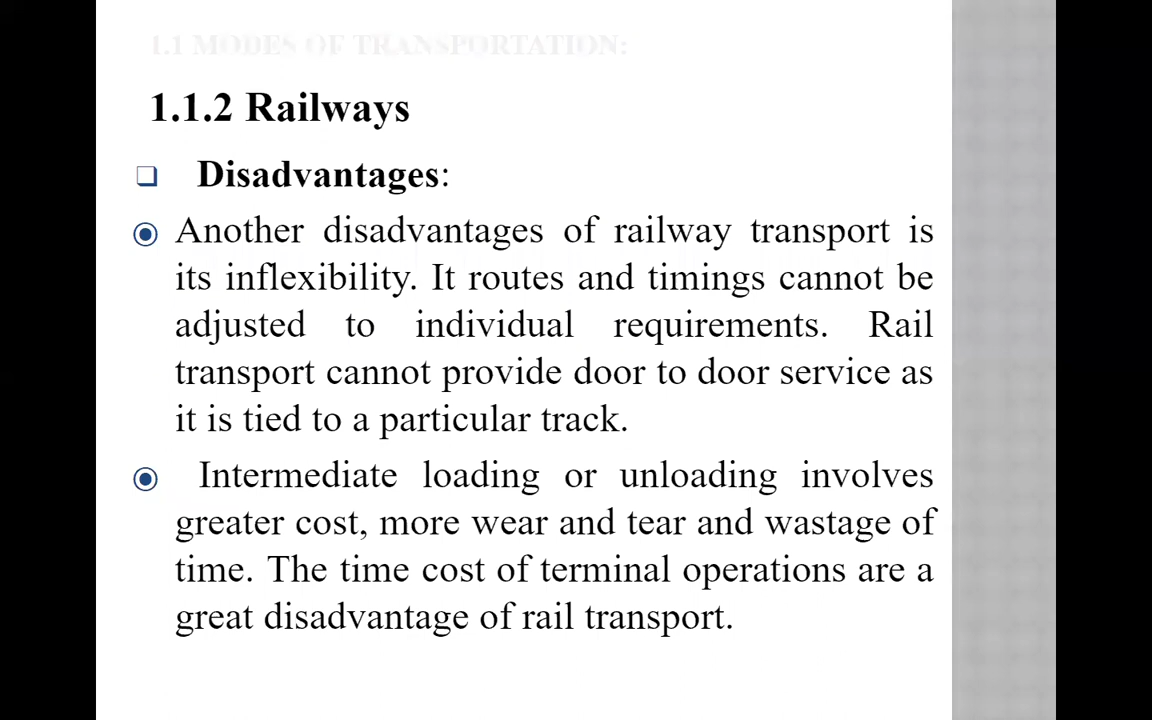 1.1 MODES OF TRANSPORTATION:
1.1.2 Railways
Disadvantages:
Another disadvantages of railway transport is
its inflexibility. It routes and timings cannot be
adjusted to individual requirements. Rail
transport cannot provide door to door service as
it is tied to a particular track.
Intermediate loading or unloading involves
greater cost, more wear and tear and wastage of
time. The time cost of terminal operations are a
great disadvantage of rail transport.